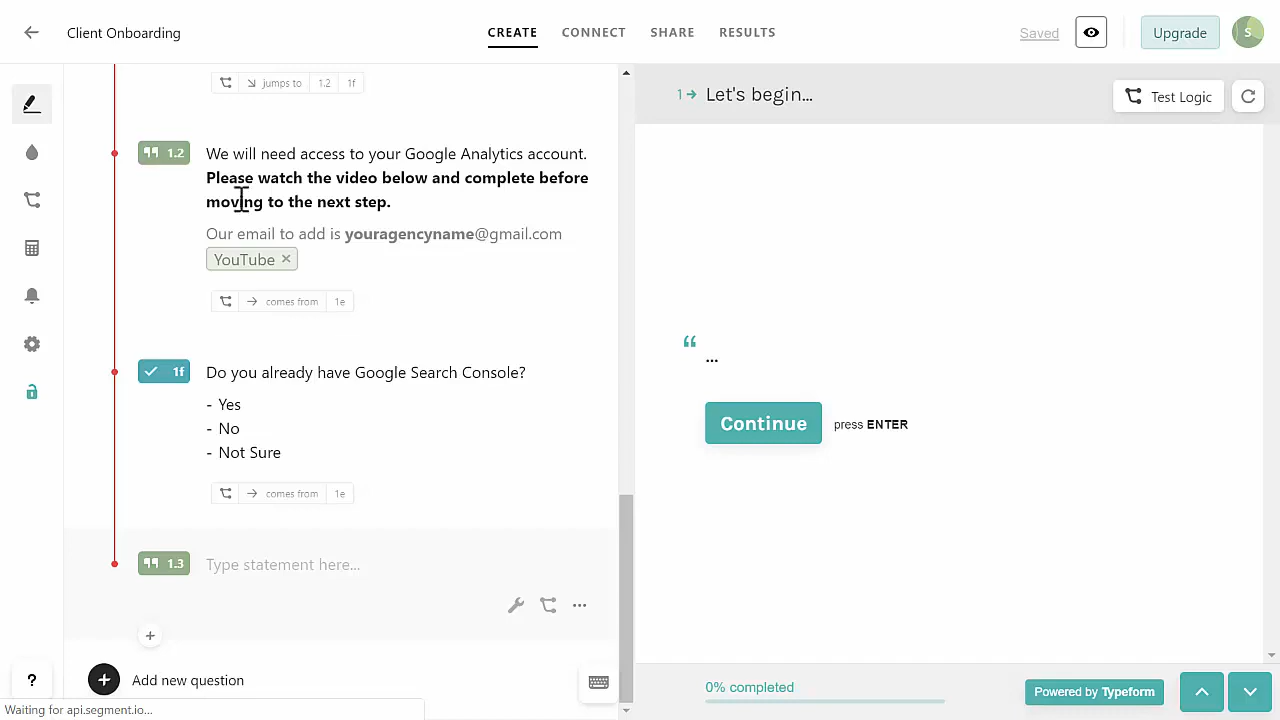 Client Onboarding
CREATE
CONNECT
SHARE
RESULTS
Saved
Upgrade
S
jumps to 1.2 1f
1.2
We will need access to your Google Analytics account.
Please watch the video below and complete before
moving to the next step.
Our email to add is youragencyname@gmail.com
YouTube ×
comes from 1e
1f
Do you already have Google Search Console?
- Yes
- No
- Not Sure
comes from 1e
1.3
Type statement here...
Add new question
?
Waiting for api.segment.io...
1 → Let's begin...
Test Logic
“
...
Continue press ENTER
0% completed
Powered by Typeform